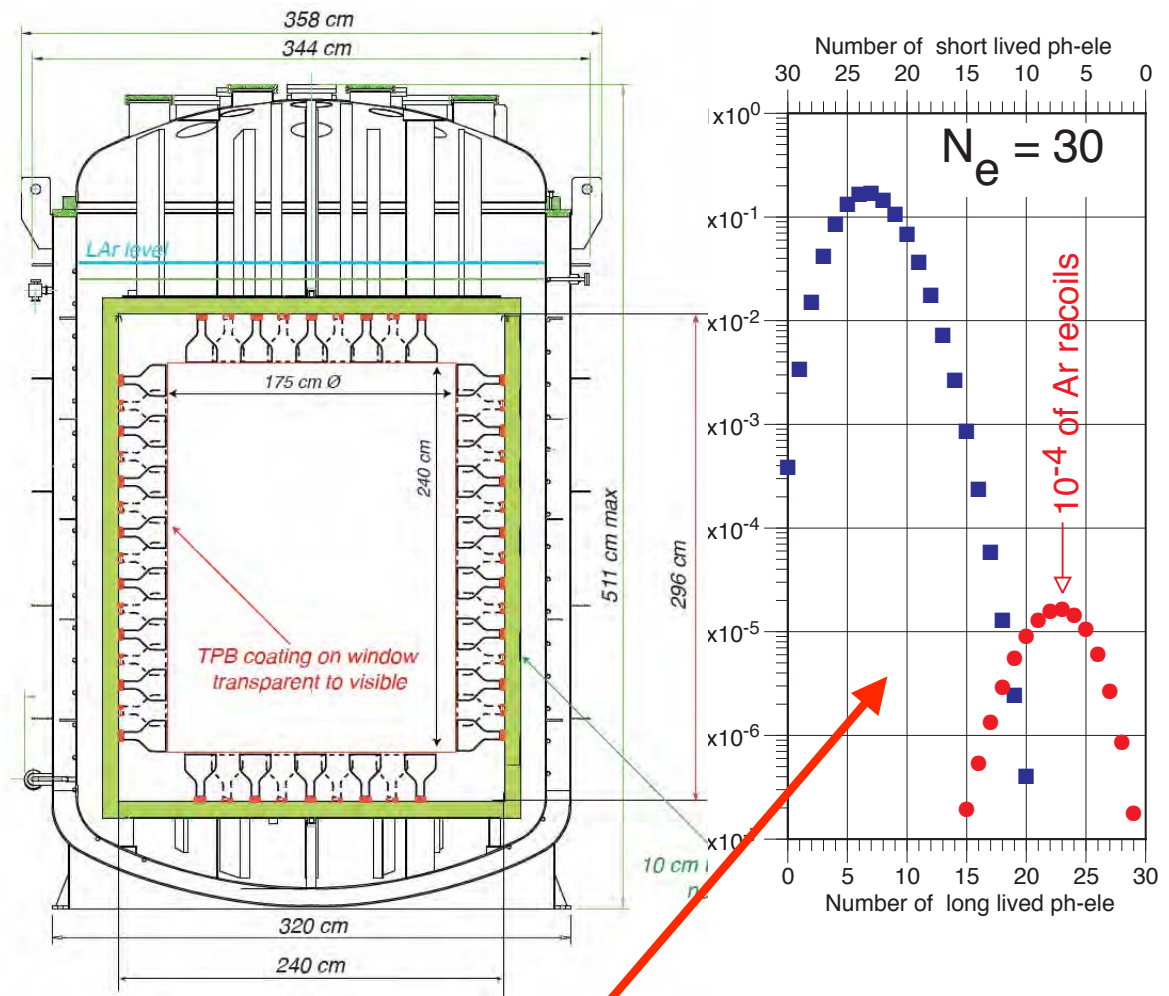 358 cm
344 cm
LAr level
175 cm Ø
240 cm
TPB coating on window
transparent to visible
511 cm max
296 cm
10 cm
320 cm
240 cm
Number of short lived ph-ele
30 25 20 15 10 5 0
x10⁰
x10⁻¹
x10⁻²
x10⁻³
x10⁻⁴
x10⁻⁵
x10⁻⁶
Nₑ = 30
10⁻⁴ of Ar recoils
0 5 10 15 20 25 30
Number of long lived ph-ele